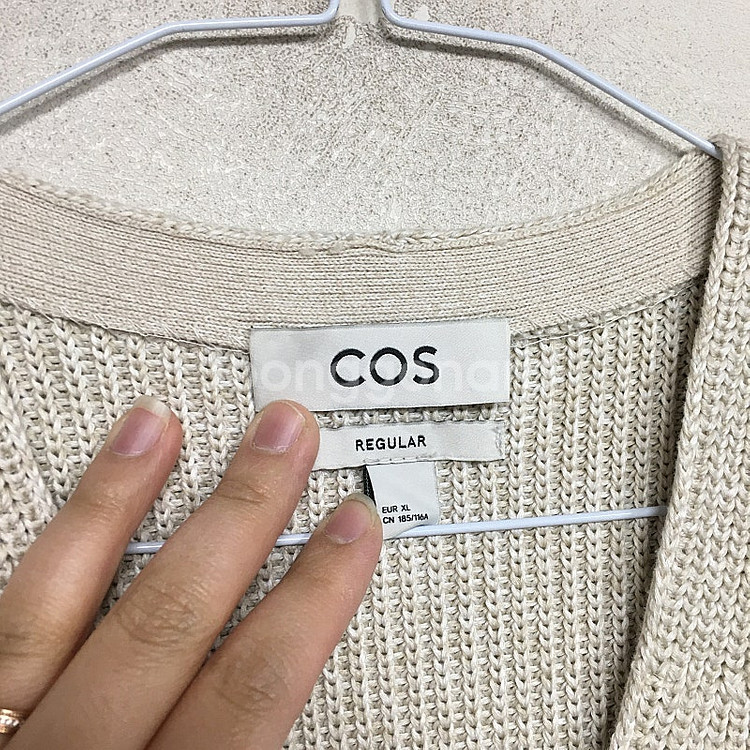 COS
REGULAR
EUR XL
CN 185/116A